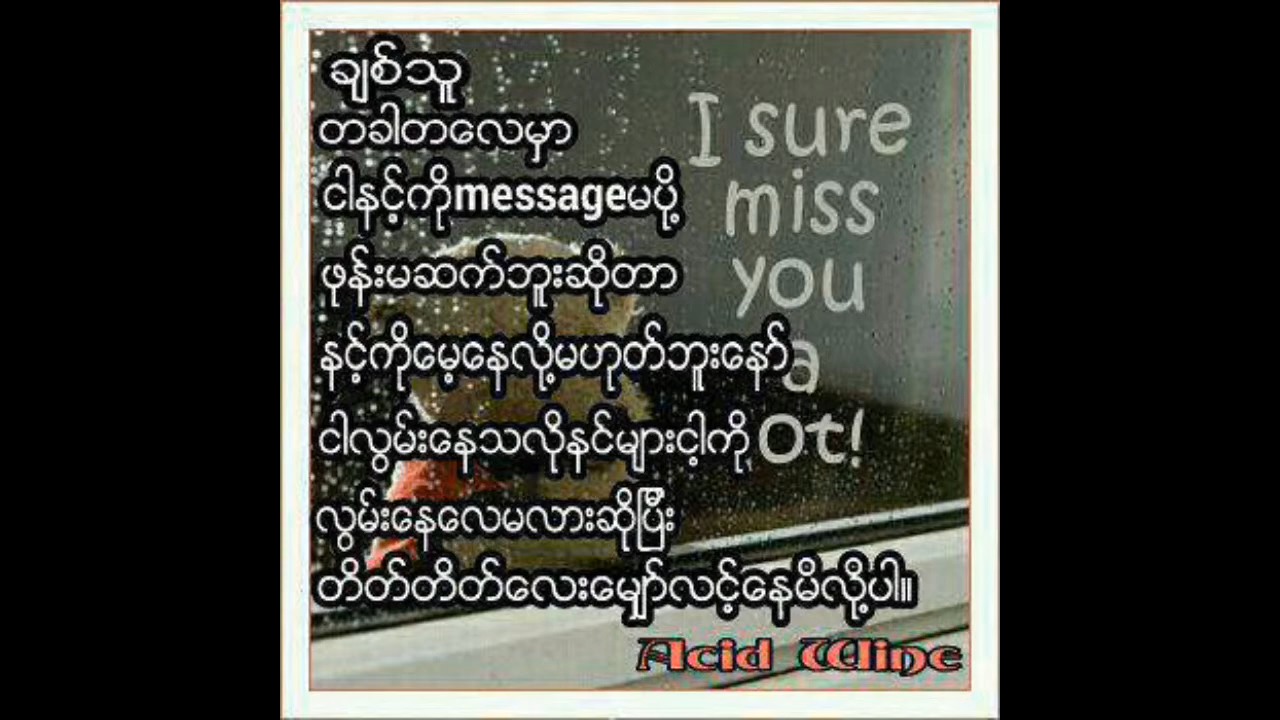 ချစ်သူ
တခါတလေမှာ
ငါနင့်ကိုmessageမပို့
ဖုန်းမဆက်ဘူးဆိုတာ
နင့်ကိုမေ့နေလို့မဟုတ်ဘူးနော်
ငါလွမ်းနေသလိုနင်များငါ့ကို
လွမ်းနေလေမလားဆိုပြီး
တိတ်တိတ်လေးမျှော်လင့်နေမိလို့ပါ။
I sure
miss
you
a
ot!
Acid Wine